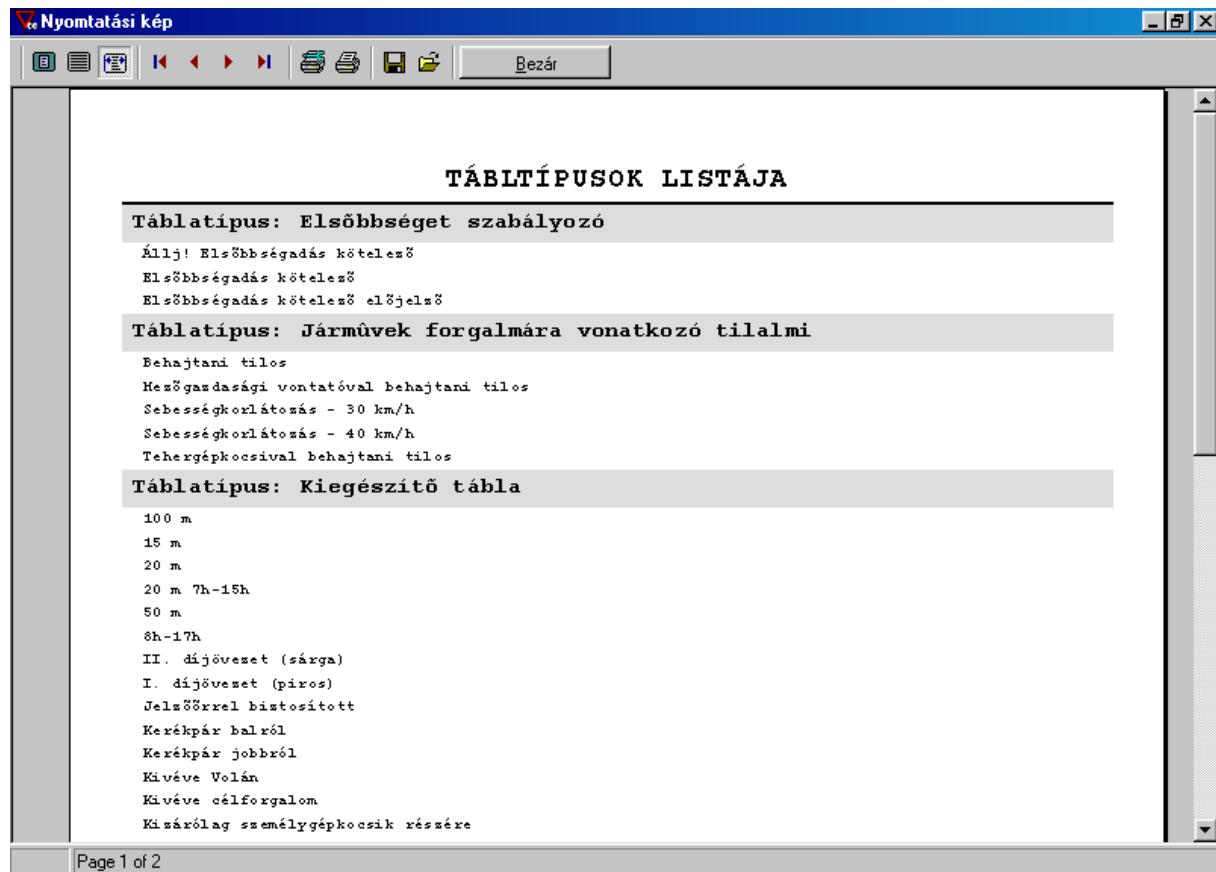 Nyomtatási kép
Bezár
TÁBLTÍPUSOK LISTÁJA
Táblatípus: Elsõbbséget szabályozó
Állj! Elsõbbségadás kötelezõ
Elsõbbségadás kötelezõ
Elsõbbségadás kötelezõ elõjelzõ
Táblatípus: Jármûvek forgalmára vonatkozó tilalmi
Behajtani tilos
Mezõgazdasági vontatóval behajtani tilos
Sebességkorlátozás - 30 km/h
Sebességkorlátozás - 40 km/h
Tehergépkocsival behajtani tilos
Táblatípus: Kiegészítõ tábla
100 m
15 m
20 m
20 m 7h-15h
50 m
8h-17h
II. díjövezet (sárga)
I. díjövezet (piros)
Jelzõõrrel biztosított
Kerékpár balról
Kerékpár jobbról
Kivéve Volán
Kivéve célforgalom
Kizárólag személygépkocsik részére
Page 1 of 2